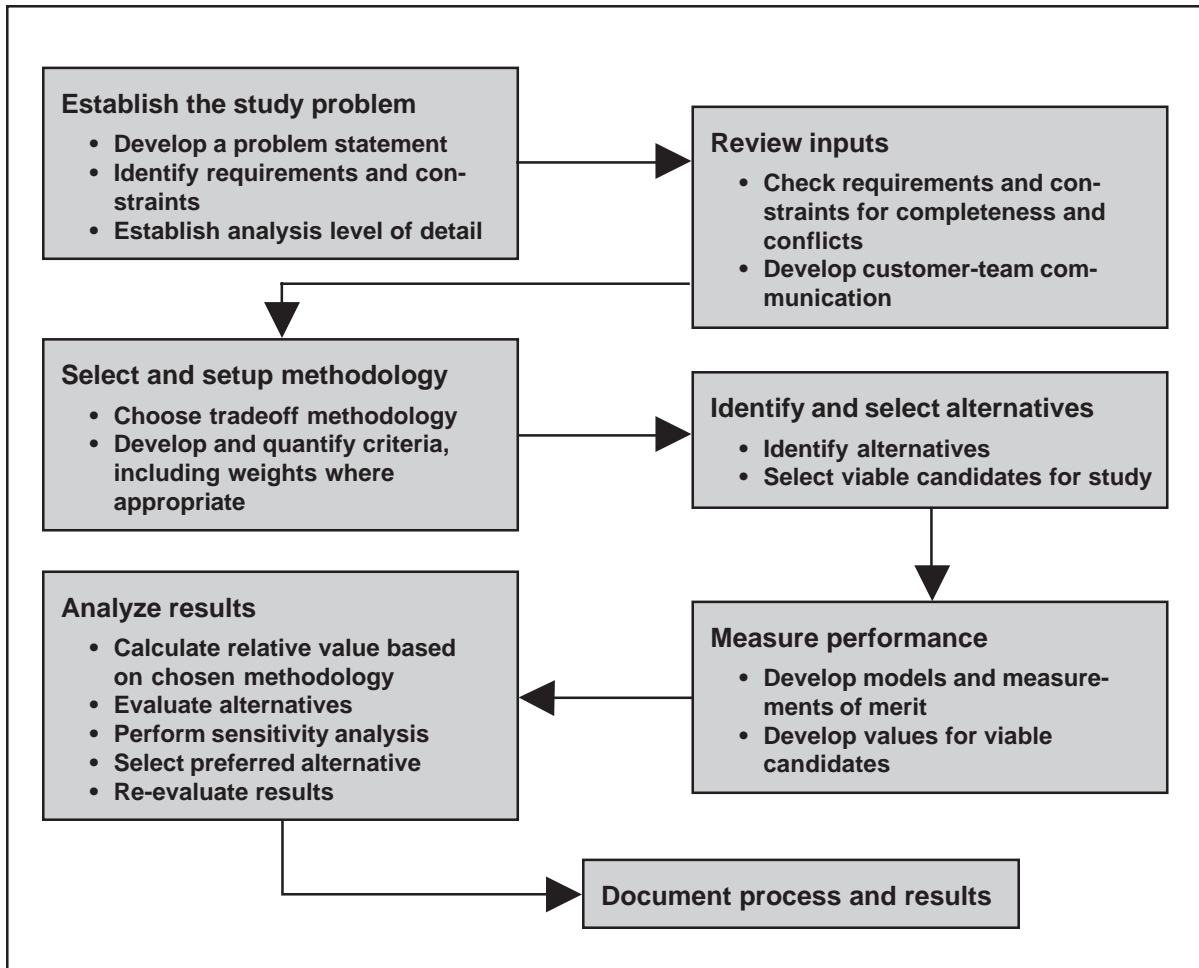 Establish the study problem
• Develop a problem statement
• Identify requirements and con-
straints
• Establish analysis level of detail
Review inputs
• Check requirements and con-
straints for completeness and
conflicts
• Develop customer-team com-
munication
Select and setup methodology
• Choose tradeoff methodology
• Develop and quantify criteria,
including weights where
appropriate
Identify and select alternatives
• Identify alternatives
• Select viable candidates for study
Measure performance
• Develop models and measure-
ments of merit
• Develop values for viable
candidates
Analyze results
• Calculate relative value based
on chosen methodology
• Evaluate alternatives
• Perform sensitivity analysis
• Select preferred alternative
• Re-evaluate results
Document process and results